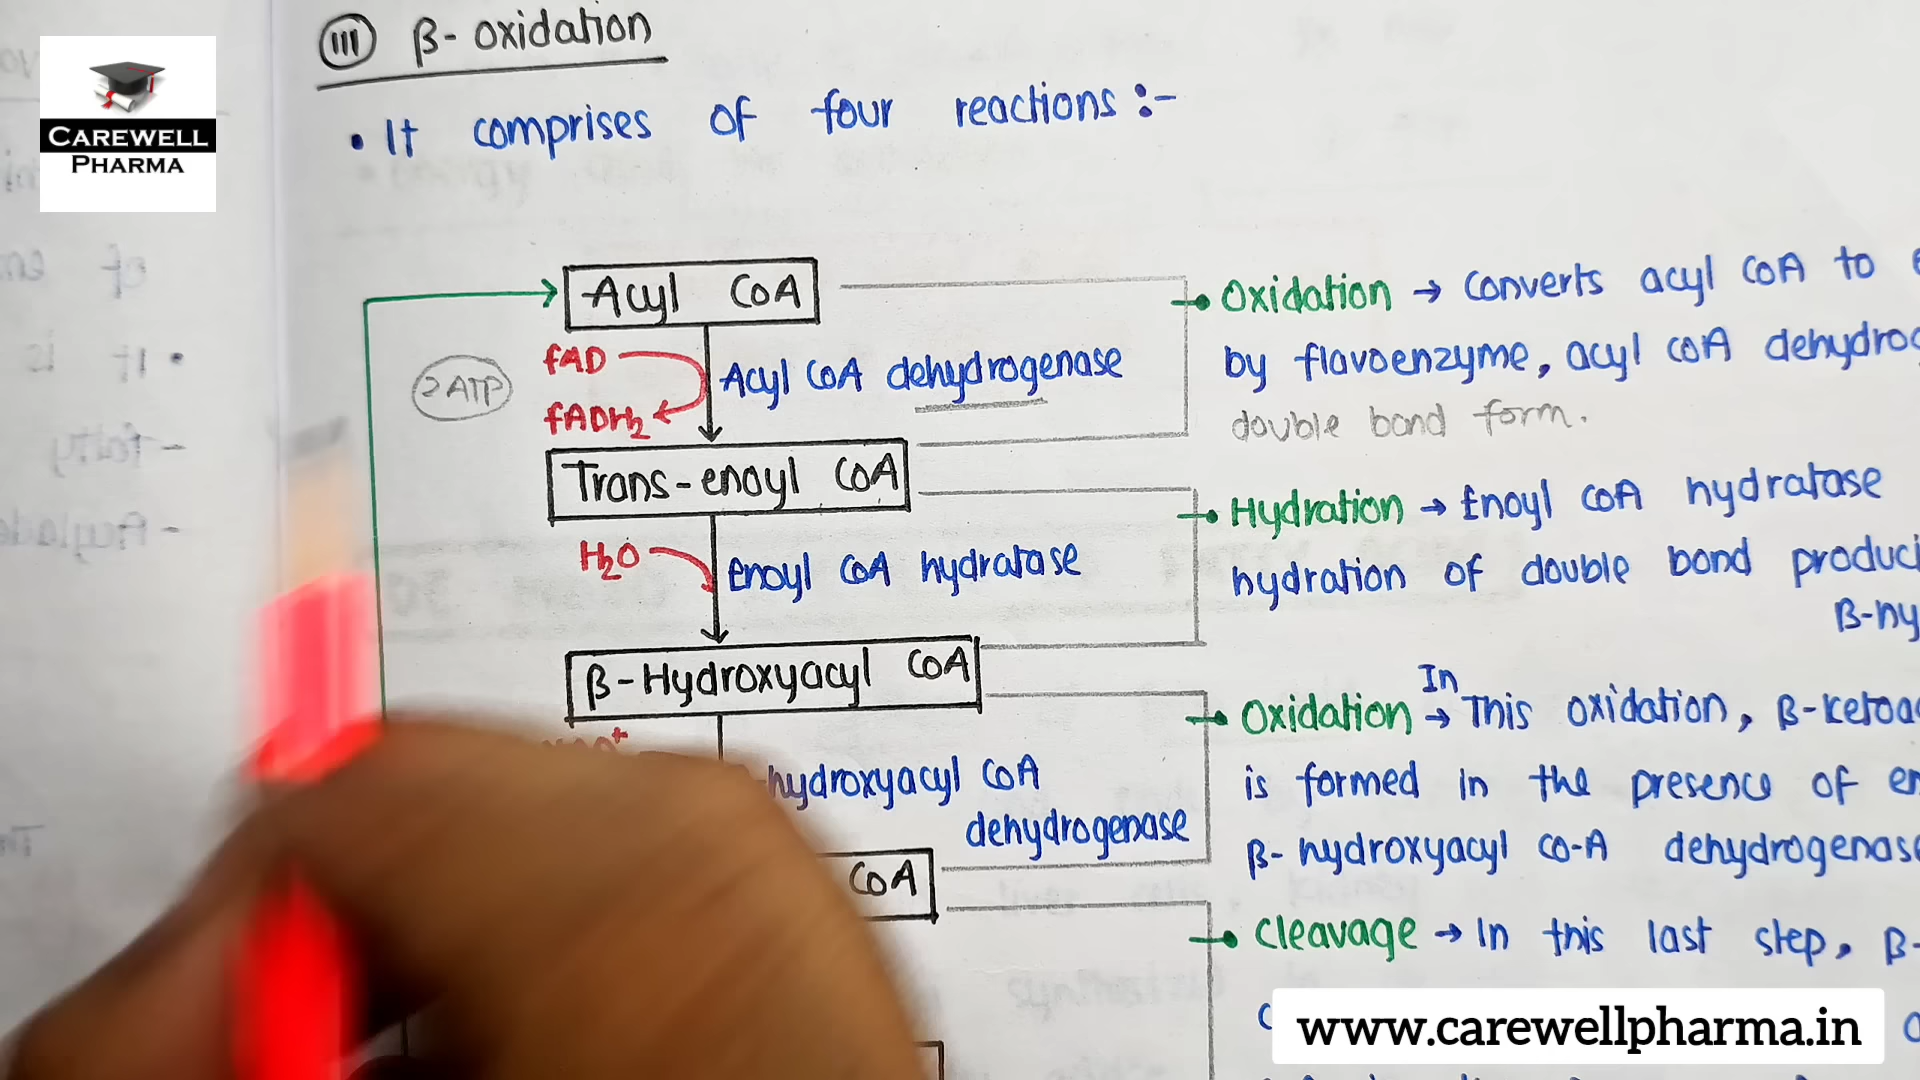 III β- oxidation
CAREWELL
PHARMA
• It comprises of four reactions :-
Acyl CoA
FAD
FADH2
2 ATP
Acyl CoA dehydrogenase
Trans-enoyl CoA
H2O
Enoyl CoA hydratase
β-Hydroxyacyl CoA
hydroxyacyl CoA
dehydrogenase
CoA
Oxidation → Converts acyl CoA to
by flavoenzyme, acyl CoA
double bond form.
Hydration → Enoyl CoA hydratase
hydration of double bond
Oxidation → In This oxidation,
is formed in the presence of
β- hydroxyacyl Co-A
Cleavage → In this last step,
www.carewellpharma.in